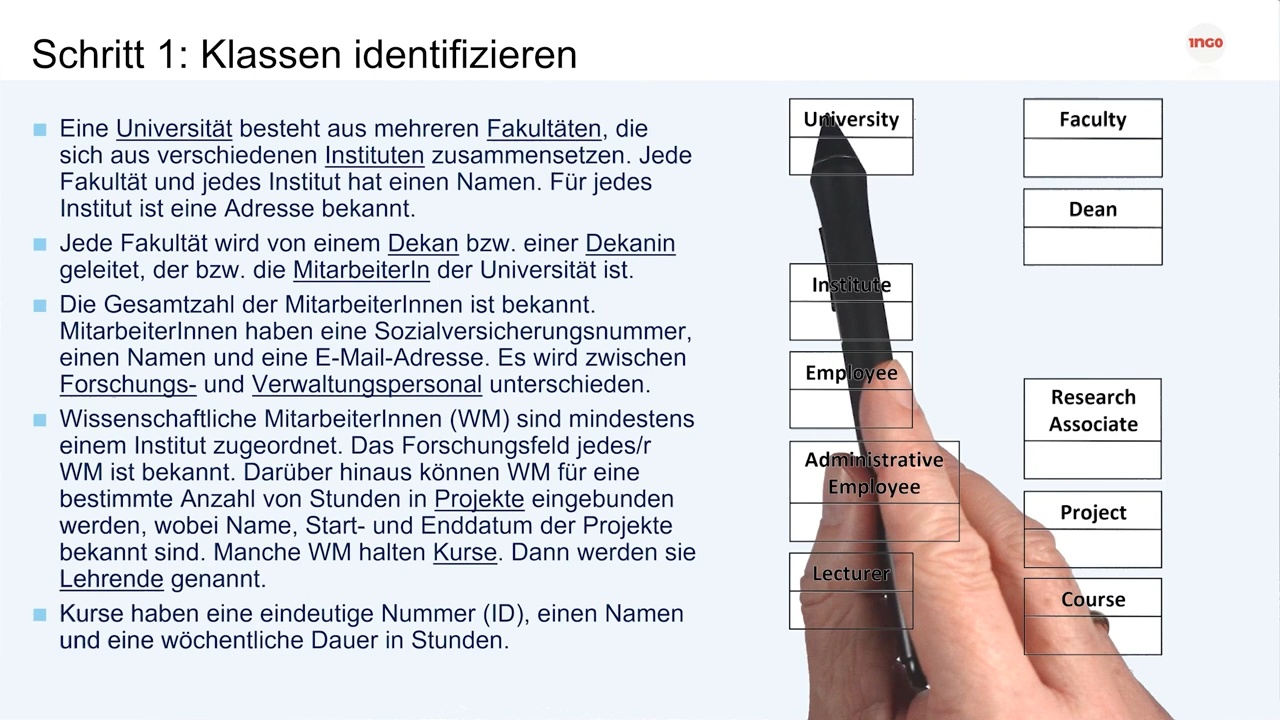 Schritt 1: Klassen identifizieren
1NGO
Eine Universität besteht aus mehreren Fakultäten, die
sich aus verschiedenen Instituten zusammensetzen. Jede
Fakultät und jedes Institut hat einen Namen. Für jedes
Institut ist eine Adresse bekannt.
Jede Fakultät wird von einem Dekan bzw. einer Dekanin
geleitet, der bzw. die MitarbeiterIn der Universität ist.
Die Gesamtzahl der MitarbeiterInnen ist bekannt.
MitarbeiterInnen haben eine Sozialversicherungsnummer,
einen Namen und eine E-Mail-Adresse. Es wird zwischen
Forschungs- und Verwaltungspersonal unterschieden.
Wissenschaftliche MitarbeiterInnen (WM) sind mindestens
einem Institut zugeordnet. Das Forschungsfeld jedes/r
WM ist bekannt. Darüber hinaus können WM für eine
bestimmte Anzahl von Stunden in Projekte eingebunden
werden, wobei Name, Start- und Enddatum der Projekte
bekannt sind. Manche WM halten Kurse. Dann werden sie
Lehrende genannt.
Kurse haben eine eindeutige Nummer (ID), einen Namen
und eine wöchentliche Dauer in Stunden.
University
Faculty
Dean
Institute
Employee
Research
Associate
Administrative
Employee
Project
Lecturer
Course